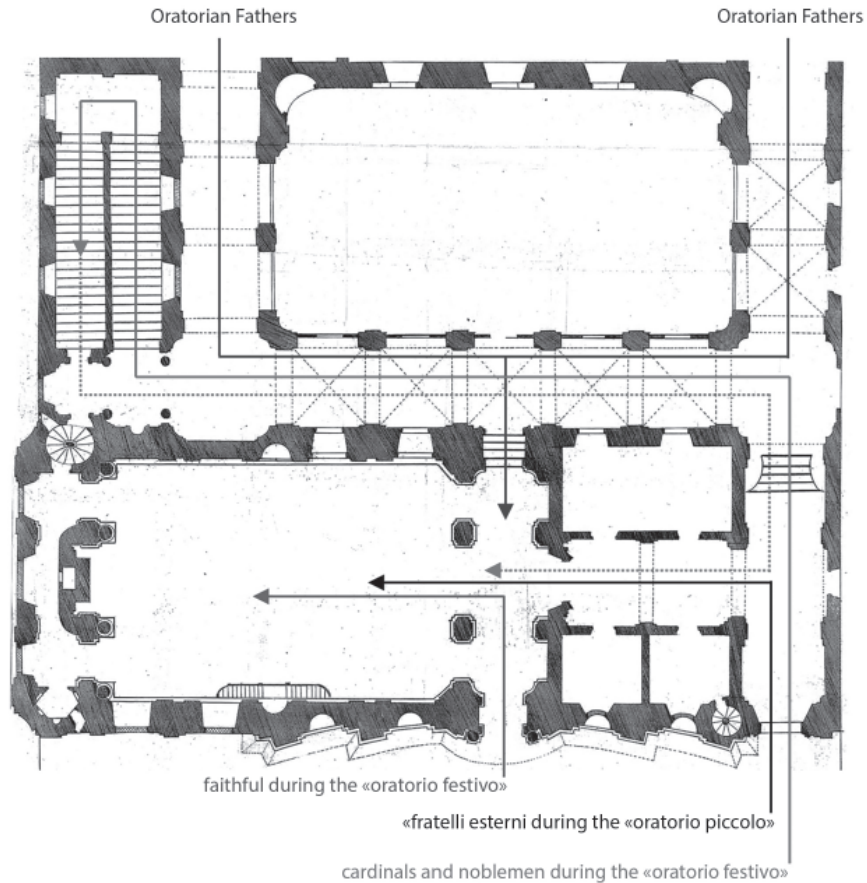 Oratorian Fathers
Oratorian Fathers
faithful during the «oratorio festivo»
«fratelli esterni during the «oratorio piccolo»
cardinals and noblemen during the «oratorio festivo»